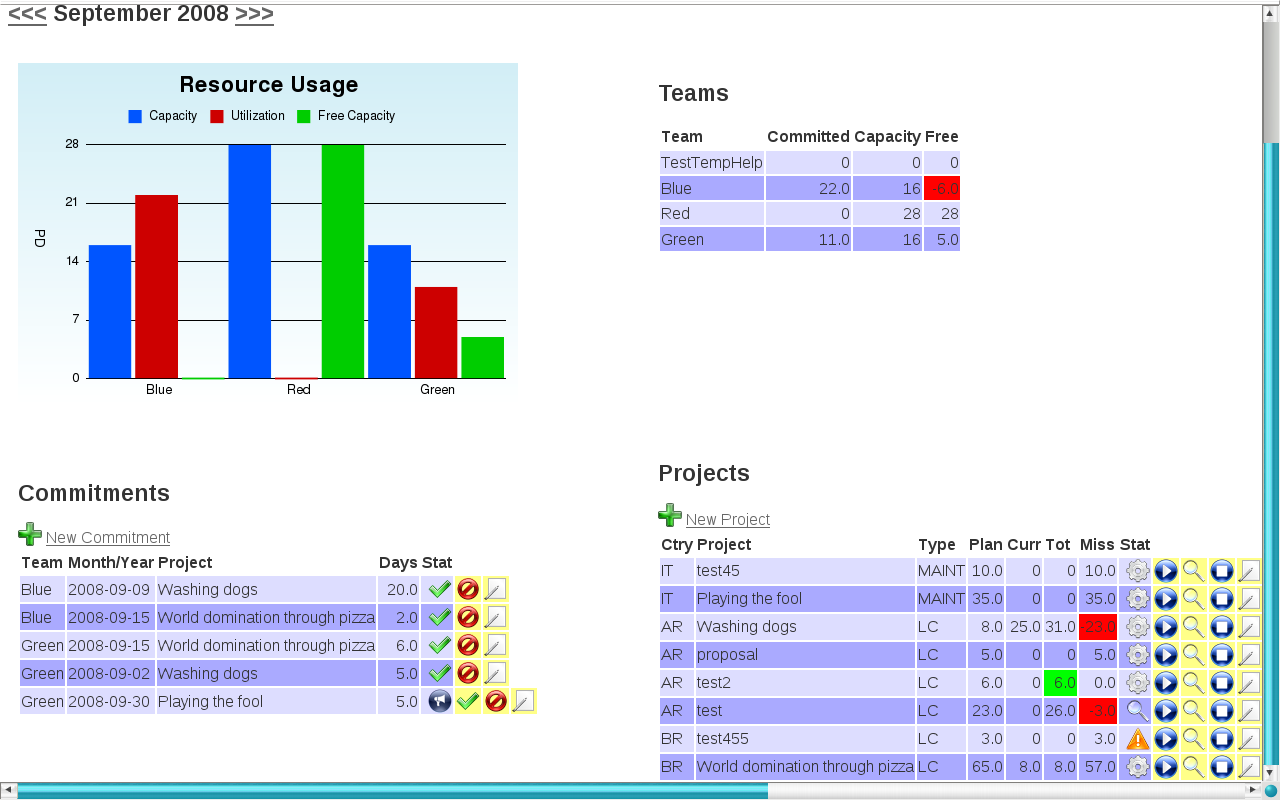 <<< September 2008 >>>
Resource Usage
Capacity Utilization Free Capacity
28
21
14
7
0
PD
Blue Red Green
Teams
Team Committed Capacity Free
TestTempHelp 0 0 0
Blue 22.0 16 -6.0
Red 0 28 28
Green 11.0 16 5.0
Commitments
New Commitment
Team Month/Year Project Days Stat
Blue 2008-09-09 Washing dogs 20.0
Blue 2008-09-15 World domination through pizza 2.0
Green 2008-09-15 World domination through pizza 6.0
Green 2008-09-02 Washing dogs 5.0
Green 2008-09-30 Playing the fool 5.0
Projects
New Project
Ctry Project Type Plan Curr Tot Miss Stat
IT test45 MAINT 10.0 0 0 10.0
IT Playing the fool MAINT 35.0 0 0 35.0
AR Washing dogs LC 8.0 25.0 31.0 -23.0
AR proposal LC 5.0 0 0 5.0
AR test2 LC 6.0 0 6.0 0.0
AR test LC 23.0 0 26.0 -3.0
BR test455 LC 3.0 0 0 3.0
BR World domination through pizza LC 65.0 8.0 8.0 57.0